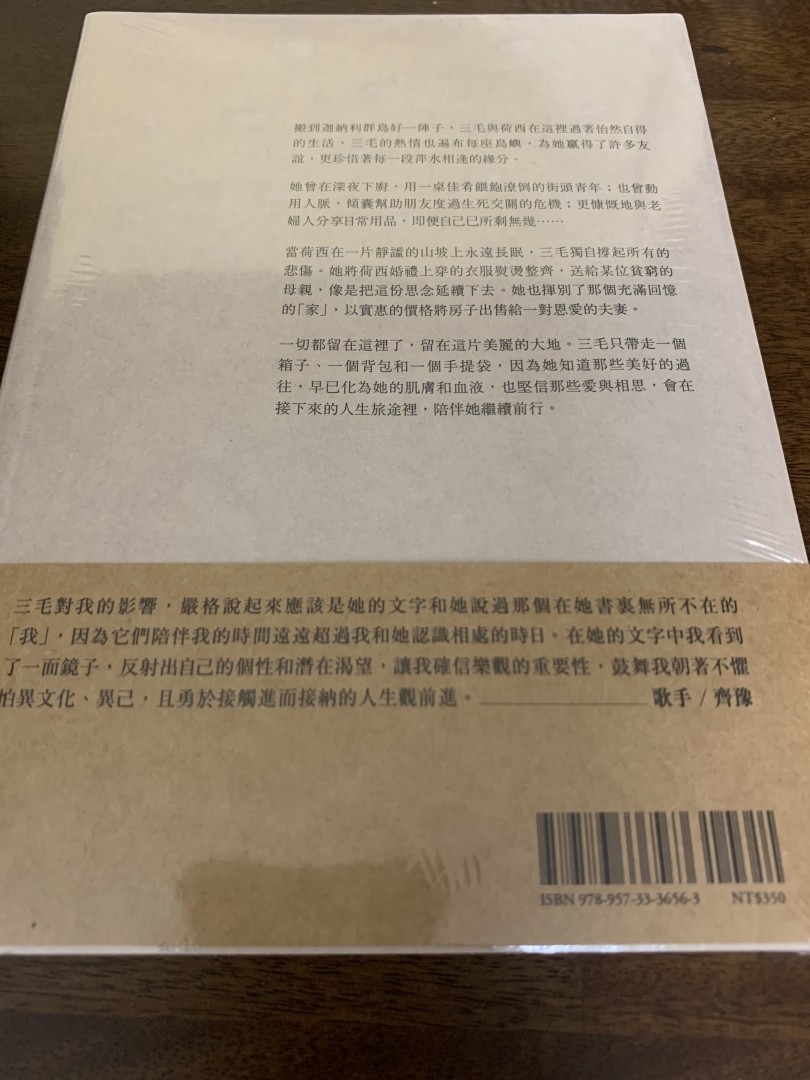 搬到迦納利群島好一陣子，三毛與荷西在這裡過著怡然自得
的生活，三毛的熱情也遍布每座島嶼，為她贏得了許多友
誼，更珍惜著每一段萍水相逢的緣分。
她曾在深夜下廚，用一桌佳肴餵飽潦倒的街頭青年；也曾動
用人脈，傾囊幫助朋友度過生死交關的危機；更慷慨地與老
婦人分享日常用品，即便自己已所剩無幾……
當荷西在一片靜謐的山坡上永遠長眠，三毛獨自撐起所有的
悲傷。她將荷西婚禮上穿的衣服熨燙整齊，送給某位貧窮的
母親，像是把這份思念延續下去。她也揮別了那個充滿回憶
的「家」，以實惠的價格將房子出售給一對恩愛的夫妻。
一切都留在這裡了，留在這片美麗的大地。三毛只帶走一個
箱子、一個背包和一個手提袋，因為她知道那些美好的過
往，早已化為她的肌膚和血液，也堅信那些愛與相思，會在
接下來的人生旅途裡，陪伴她繼續前行。
三毛對我的影響，嚴格說起來應該是她的文字和她說過那個在她書裏無所不在的
「我」，因為它們陪伴我的時間遠遠超過我和她認識相處的時日。在她的文字中我看到
了一面鏡子，反射出自己的個性和潛在渴望，讓我確信樂觀的重要性，鼓舞我朝著不懼
怕異文化、異己，且勇於接觸進而接納的人生觀前進。 歌手 / 齊豫
ISBN 978-957-33-3656-3 NT$350